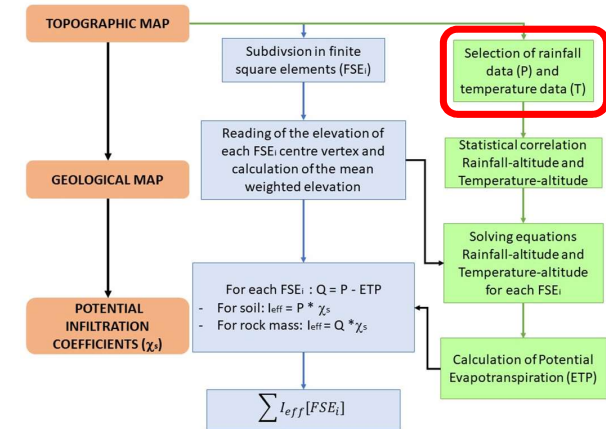 TOPOGRAPHIC MAP
Subdivsion in finite
square elements (FSEi)
Selection of rainfall
data (P) and
temperature data (T)
Reading of the elevation of
each FSEi centre vertex and
calculation of the mean
weighted elevation
Statistical correlation
Rainfall-altitude and
Temperature-altitude
GEOLOGICAL MAP
Solving equations
Rainfall-altitude and
Temperature-altitude
for each FSEi
For each FSEi : Q = P - ETP
- For soil: Ieff = P * χs
- For rock mass: Ieff = Q *χs
POTENTIAL
INFILTRATION
COEFFICIENTS (χs)
Calculation of Potential
Evapotranspiration (ETP)
∑ Ieff[FSEi]